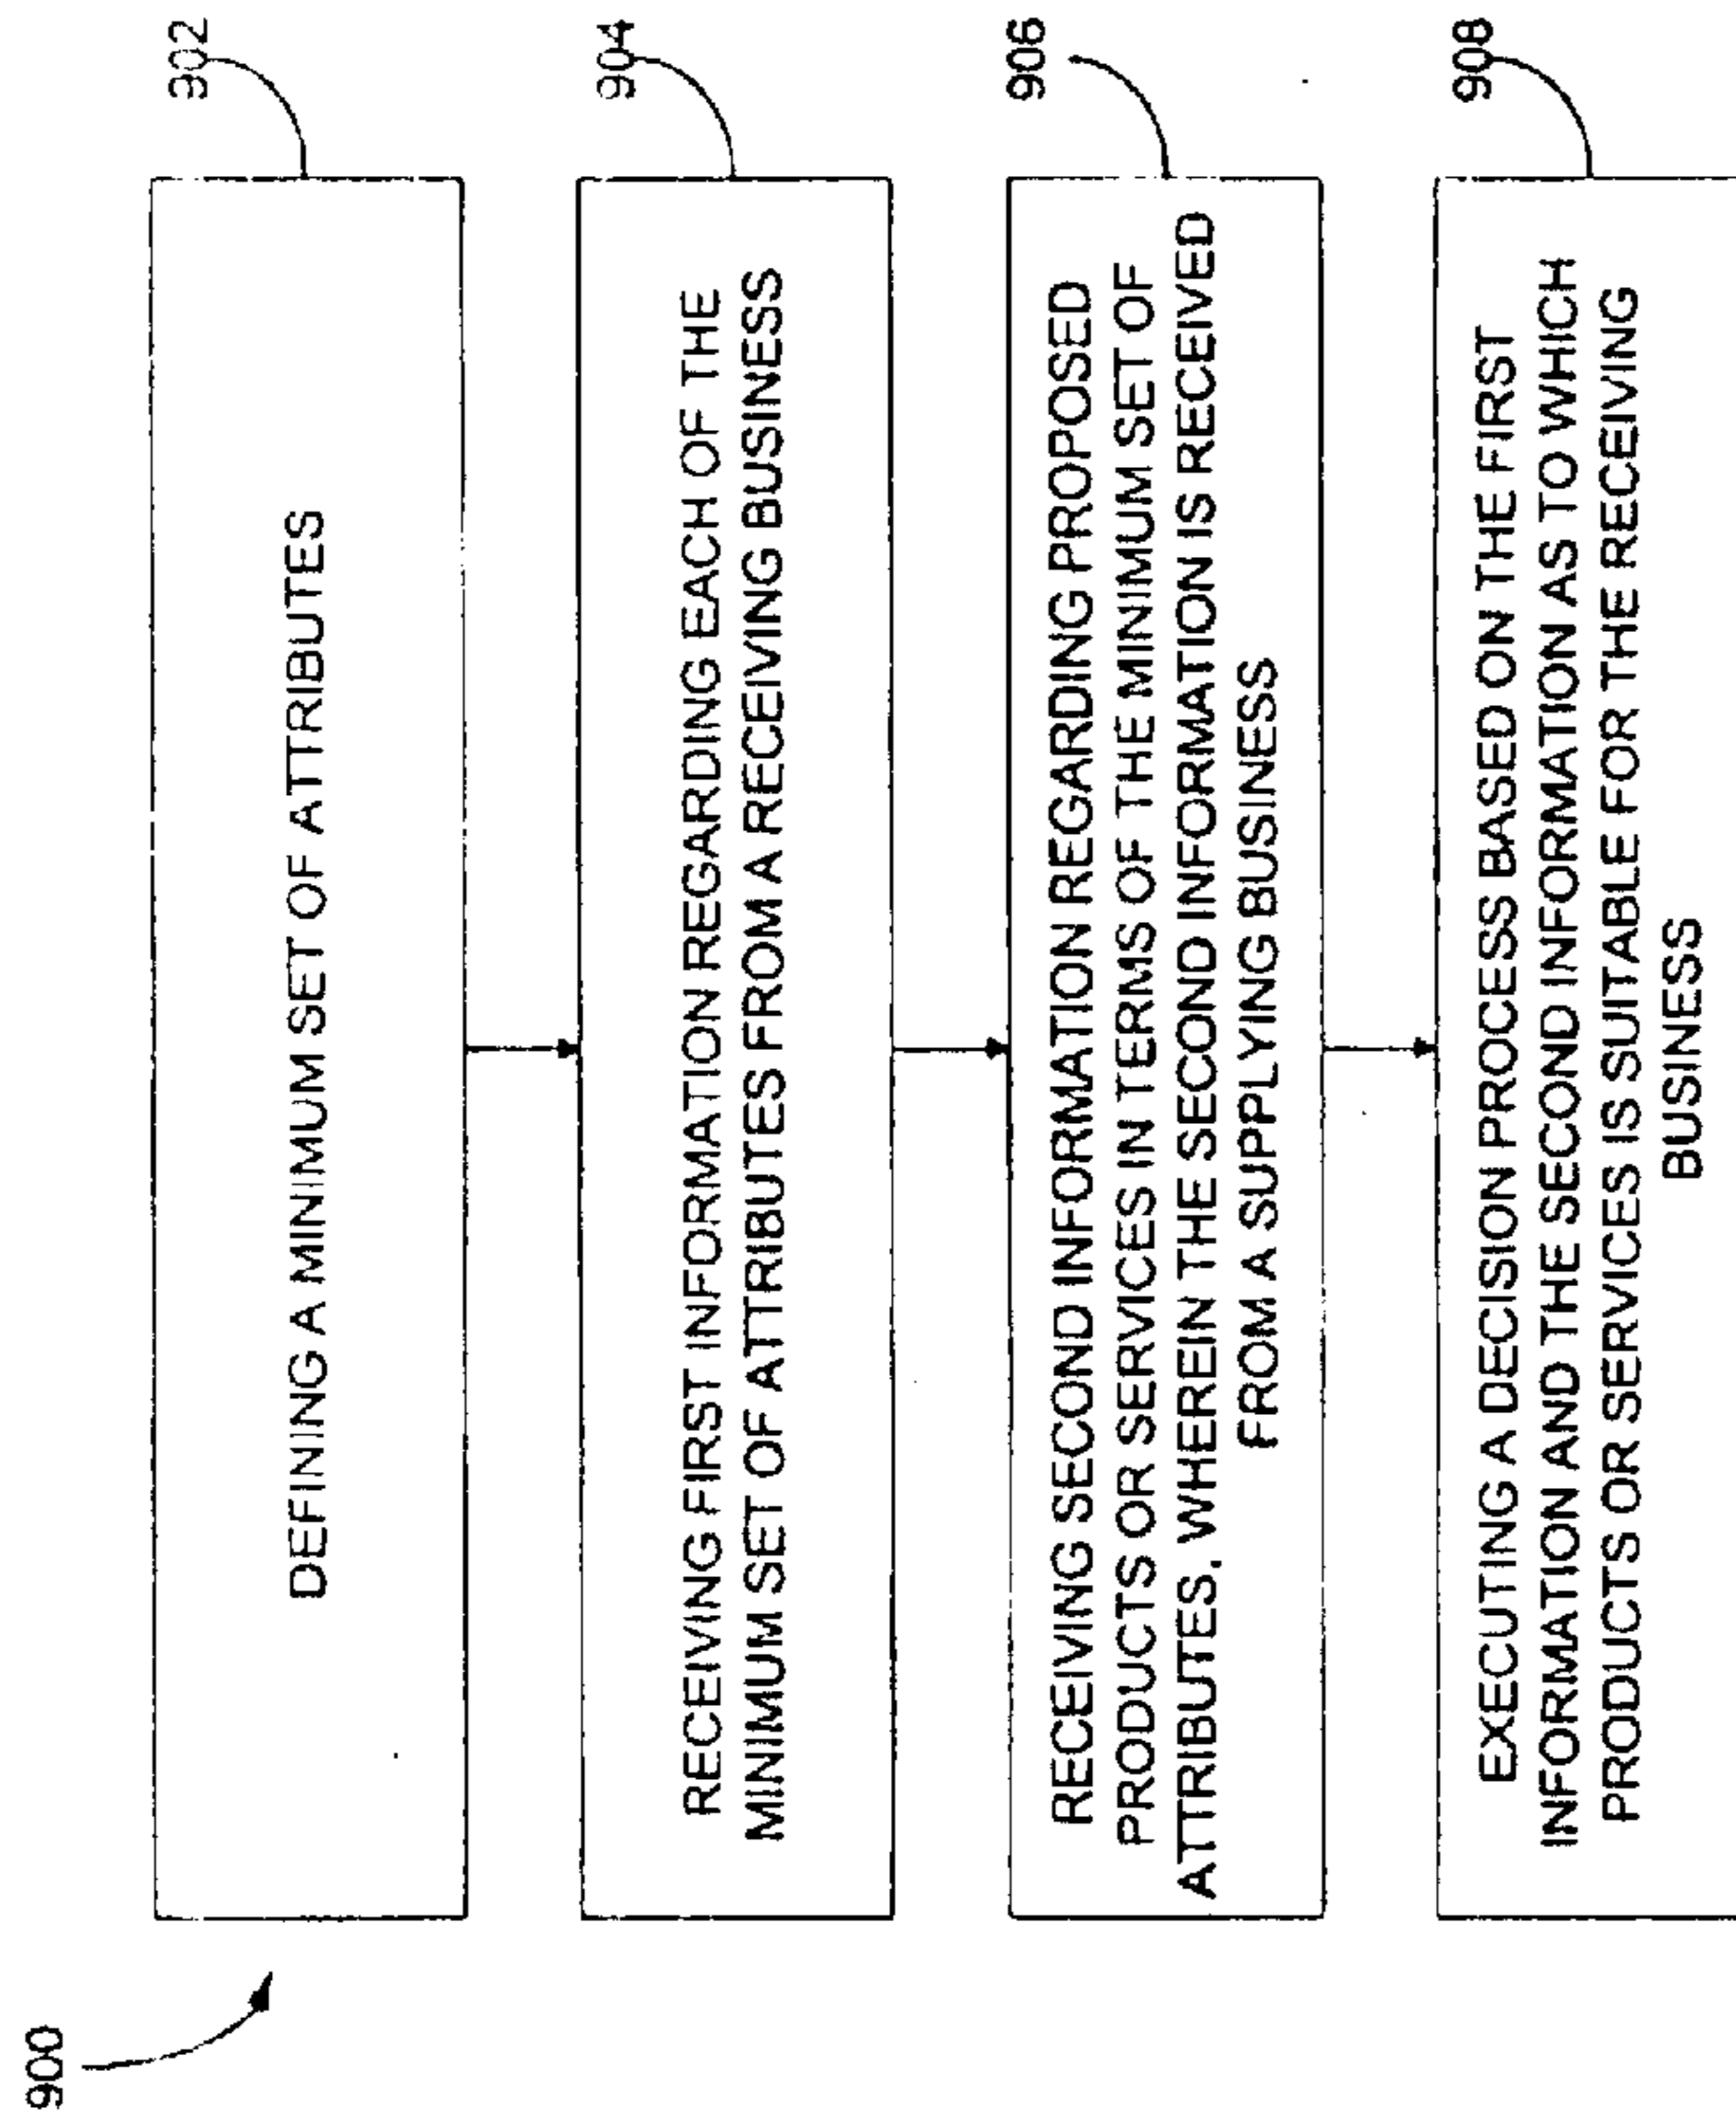 900
902
DEFINING A MINIMUM SET OF ATTRIBUTES
904
RECEIVING FIRST INFORMATION REGARDING EACH OF THE
MINIMUM SET OF ATTRIBUTES FROM A RECEIVING BUSINESS
906
RECEIVING SECOND INFORMATION REGARDING PROPOSED
PRODUCTS OR SERVICES IN TERMS OF THE MINIMUM SET OF
ATTRIBUTES, WHEREIN THE SECOND INFORMATION IS RECEIVED
FROM A SUPPLYING BUSINESS
908
EXECUTING A DECISION PROCESS BASED ON THE FIRST
INFORMATION AND THE SECOND INFORMATION AS TO WHICH
PRODUCTS OR SERVICES IS SUITABLE FOR THE RECEIVING
BUSINESS